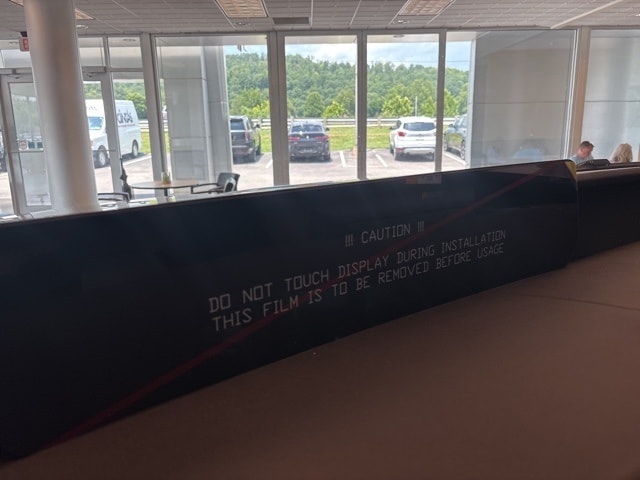 !!! CAUTION !!!
DO NOT TOUCH DISPLAY DURING INSTALLATION
THIS FILM IS TO BE REMOVED BEFORE USAGE